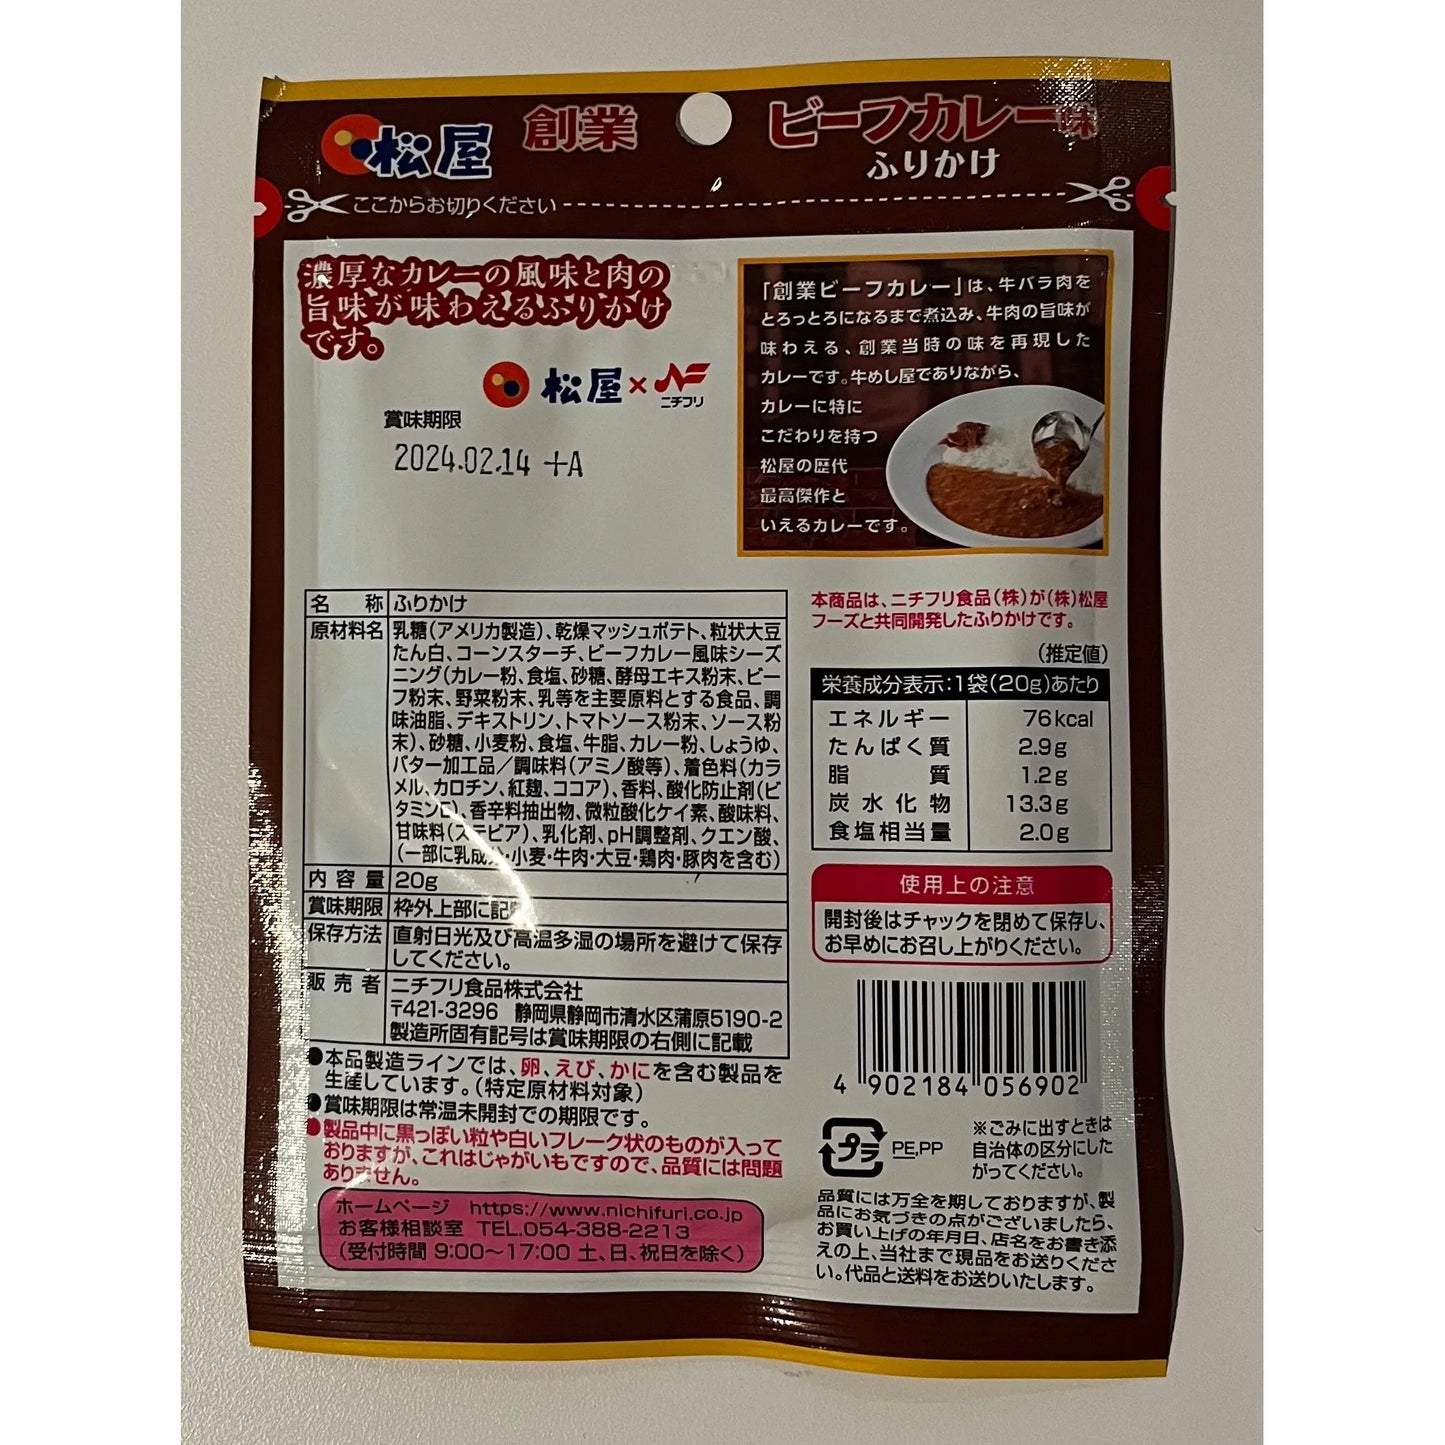 松屋 創業 ビーフカレー味
ふりかけ
ここからお切りください
濃厚なカレーの風味と肉の
旨味が味わえるふりかけ
です。
松屋×NF
ニチフリ
賞味期限
2024.02.14 +A
「創業ビーフカレー」は、牛バラ肉を
とろっとろになるまで煮込み、牛肉の旨味が
味わえる、創業当時の味を再現した
カレーです。牛めし屋でありながら、
カレーに特に
こだわりを持つ
松屋の歴代
最高傑作と
いえるカレーです。
名 称 ふりかけ
原材料名 乳糖(アメリカ製造)、乾燥マッシュポテト、粒状大豆
たん白、コーンスターチ、ビーフカレー風味シーズ
ニング(カレー粉、食塩、砂糖、酵母エキス粉末、ビー
フ粉末、野菜粉末、乳等を主要原料とする食品、調
味油脂、デキストリン、トマトソース粉末、ソース粉
末)、砂糖、小麦粉、食塩、牛脂、カレー粉、しょうゆ、
バター加工品/調味料(アミノ酸等)、着色料(カラ
メル、カロチン、紅麹、ココア)、香料、酸化防止剤(ビ
タミンE)、香辛料抽出物、微粒酸化ケイ素、酸味料、
甘味料(ステビア)、乳化剤、pH調整剤、クエン酸、
(一部に乳成分・小麦・牛肉・大豆・鶏肉・豚肉を含む)
内容量 20g
賞味期限 枠外上部に記
保存方法 直射日光及び高温多湿の場所を避けて保存
してください。
販売者 ニチフリ食品株式会社
〒421-3296 静岡県静岡市清水区蒲原5190-2
製造所固有記号は賞味期限の右側に記載
●本品製造ラインでは、卵、えび、かにを含む製品を
生産しています。(特定原材料対象)
●賞味期限は常温未開封での期限です。
●製品中に黒っぽい粒や白いフレーク状のものが入って
おりますが、これはじゃがいもですので、品質には問題
ありません。
ホームページ https://www.nichifuri.co.jp
お客様相談室 TEL.054-388-2213
(受付時間 9:00〜17:00 土、日、祝日を除く)
本商品は、ニチフリ食品(株)が(株)松屋
フーズと共同開発したふりかけです。
(推定値)
栄養成分表示:1袋(20g)あたり
エネルギー 76kcal
たんぱく質 2.9g
脂 質 1.2g
炭水化物 13.3g
食塩相当量 2.0g
使用上の注意
開封後はチャックを閉めて保存し、
お早めにお召し上がりください。
4 902184 056902
プラ PE,PP
※ごみに出すときは
自治体の区分にした
がってください。
品質には万全を期しておりますが、製
品にお気づきの点がございましたら、
お買い上げの年月日、店名をお書き添
えの上、当社まで現品をお送りくださ
い。代品と送料をお送りいたします。